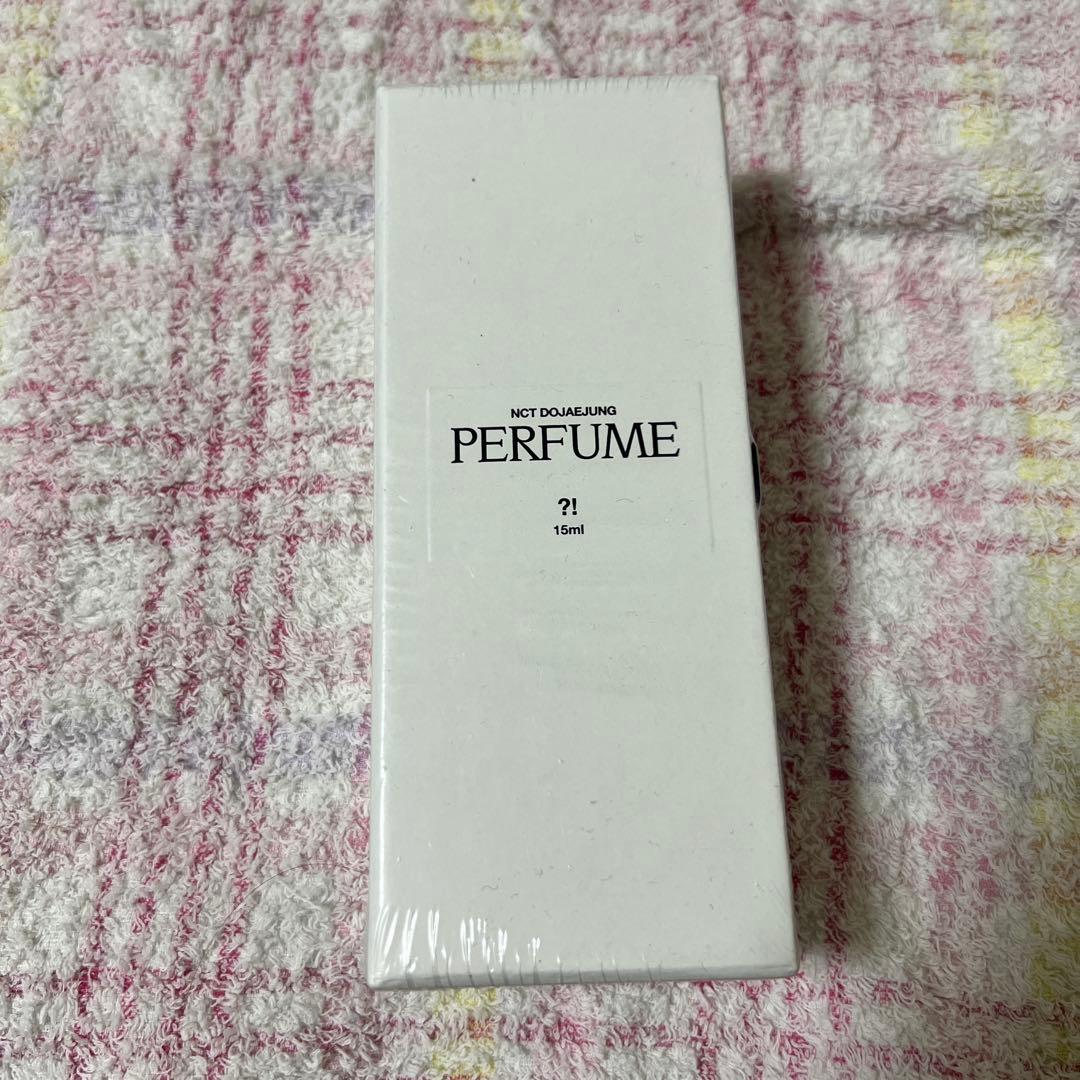 NCT DOJAEJUNG
PERFUME
?!
15ml